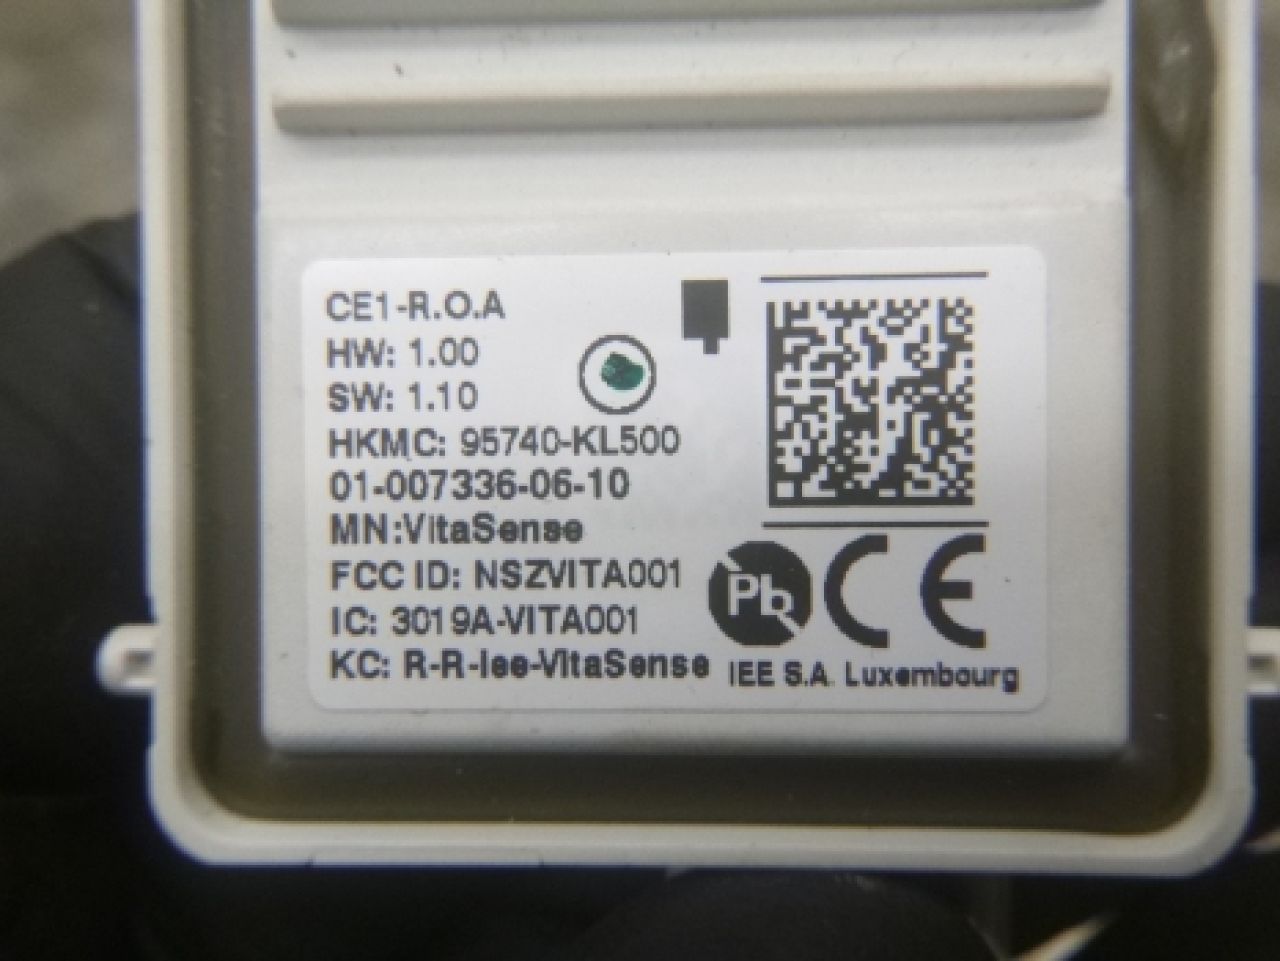 CE1-R.O.A
HW: 1.00
SW: 1.10
HKMC: 95740-KL500
01-007336-06-10
MN:VitaSense
FCC ID: NSZVITA001
IC: 3019A-VITA001
KC: R-R-Iee-VitaSense
Pb
CE
IEE S.A. Luxembourg